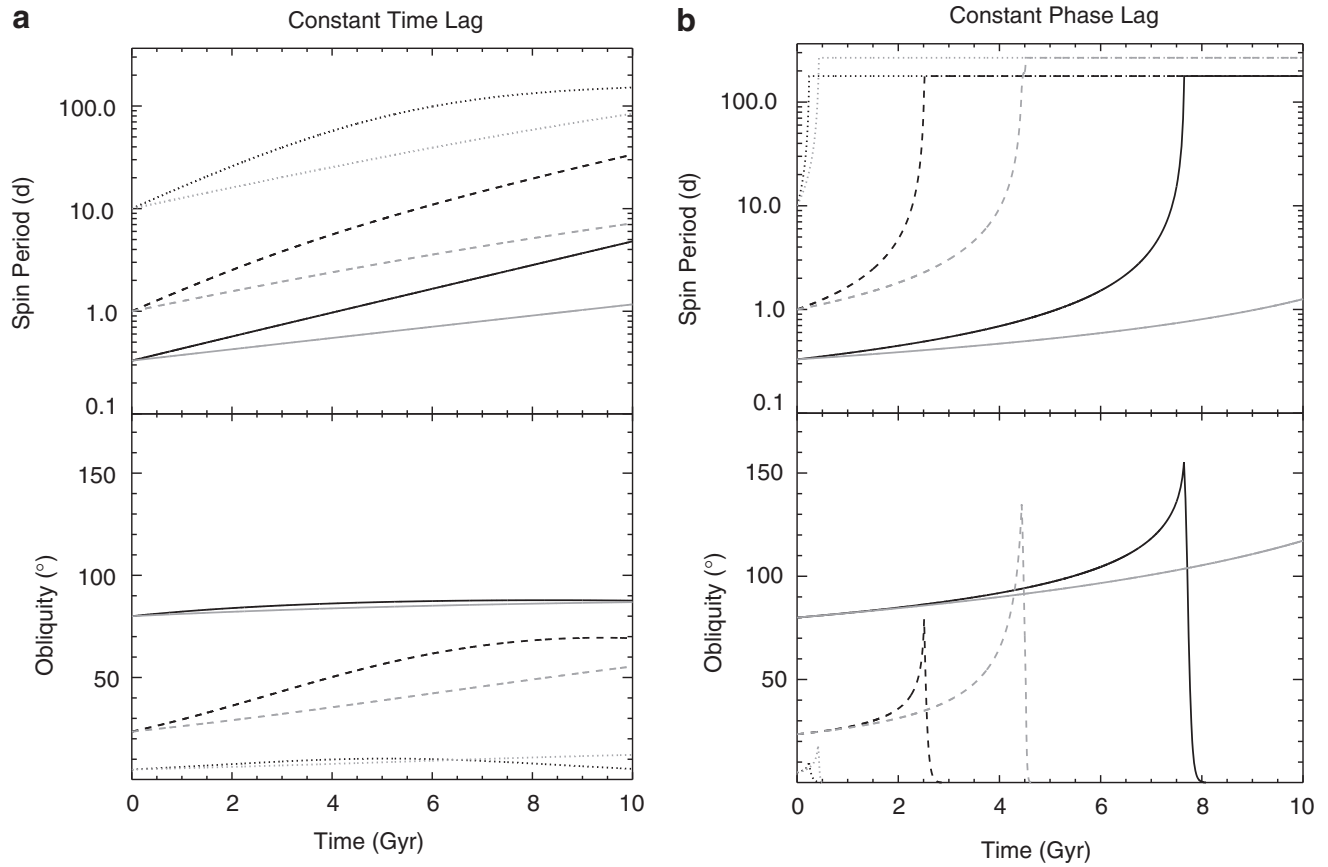 a
Constant Time Lag
100.0
10.0
1.0
0.1
Spin Period (d)
150
100
50
Obliquity (°)
0 2 4 6 8 10
Time (Gyr)
b
Constant Phase Lag
100.0
10.0
1.0
0.1
Spin Period (d)
150
100
50
Obliquity (°)
0 2 4 6 8 10
Time (Gyr)